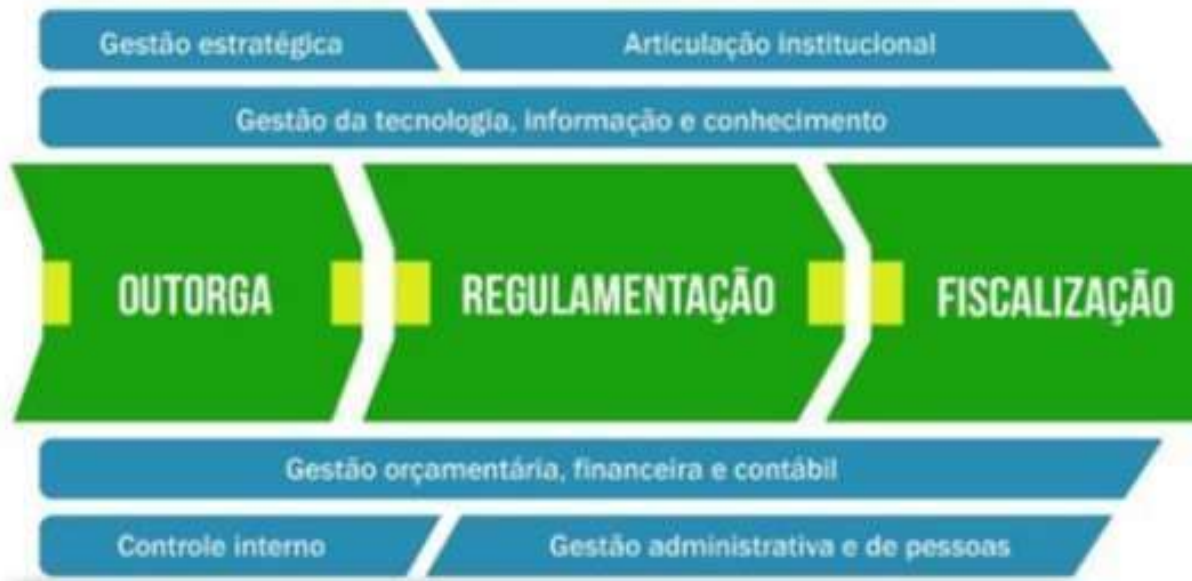 Gestão estratégica
Articulação institucional
Gestão da tecnologia, informação e conhecimento
OUTORGA
REGULAMENTAÇÃO
FISCALIZAÇÃO
Gestão orçamentária, financeira e contábil
Controle interno
Gestão administrativa e de pessoas